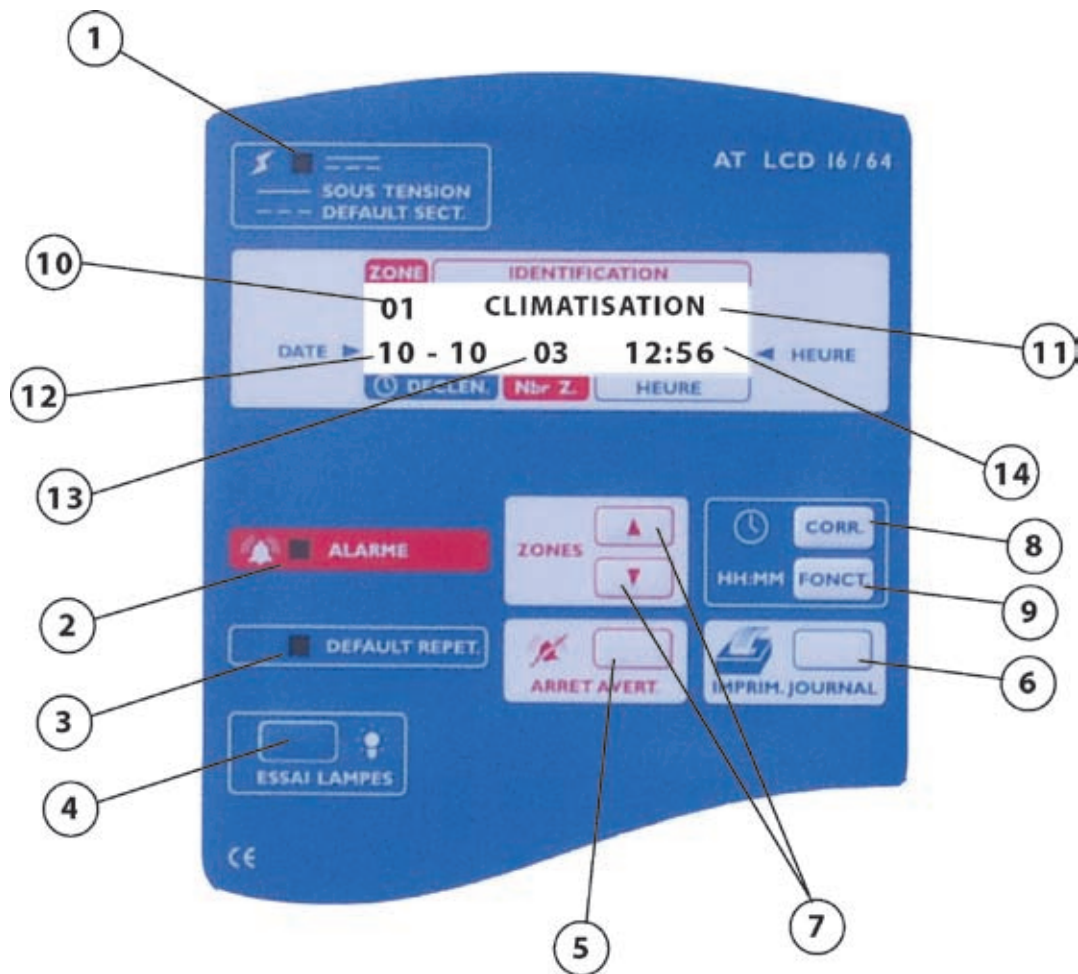 1
AT LCD 16/64
SOUS TENSION
DEFAULT SECT.
10
ZONE IDENTIFICATION
01 CLIMATISATION
11
DATE ► 10 - 10 03 12:56 ◄ HEURE
12
DECLEN. Nbr Z. HEURE
13
14
ALARME
ZONES ▲
CORR.
8
▼
HH:MM FONCT.
9
2
DEFAULT REPET.
ARRET AVERT.
IMPRIM. JOURNAL
6
3
4
ESSAI LAMPES
CE
5
7